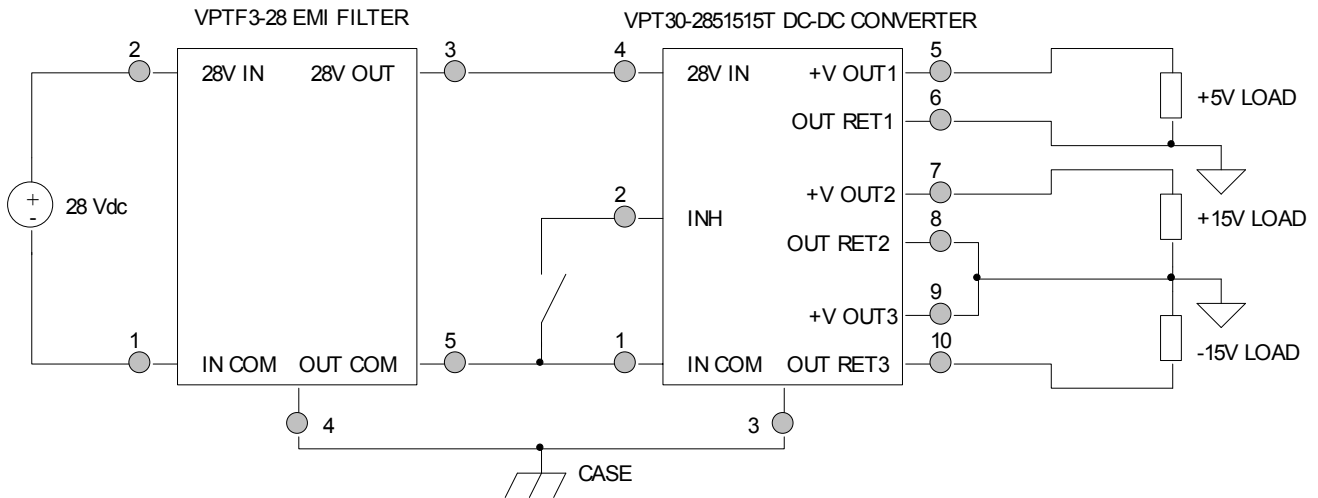 VPTF3-28 EMI FILTER
VPT30-2851515T DC-DC CONVERTER
2
3
4
5
28V IN
28V OUT
28V IN
+V OUT1
+5V LOAD
6
OUT RET1
7
+V OUT2
+
-
28 Vdc
2
INH
8
OUT RET2
+15V LOAD
9
+V OUT3
1
5
1
10
IN COM
OUT COM
IN COM
OUT RET3
-15V LOAD
4
3
CASE